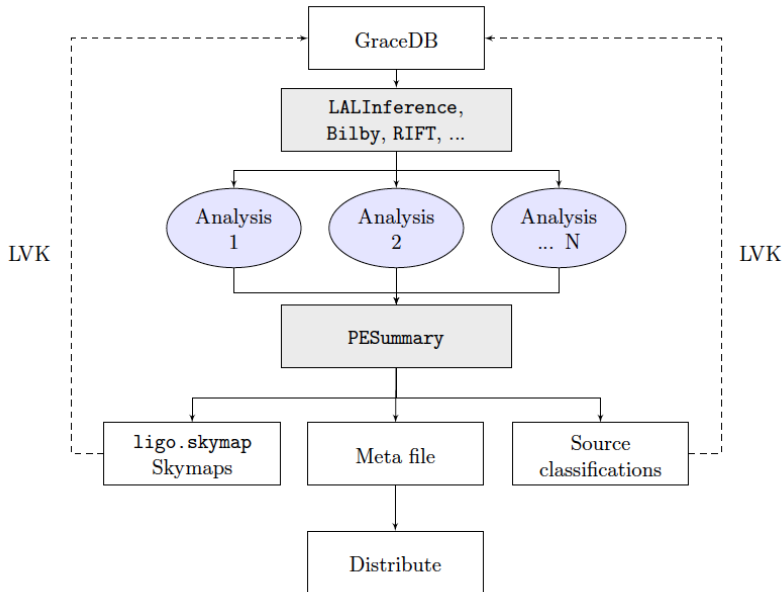 GraceDB
LALInference,
Bilby, RIFT, ...
Analysis
1
Analysis
2
Analysis
... N
LVK
LVK
PESummary
ligo.skymap
Skymaps
Meta file
Source
classifications
Distribute